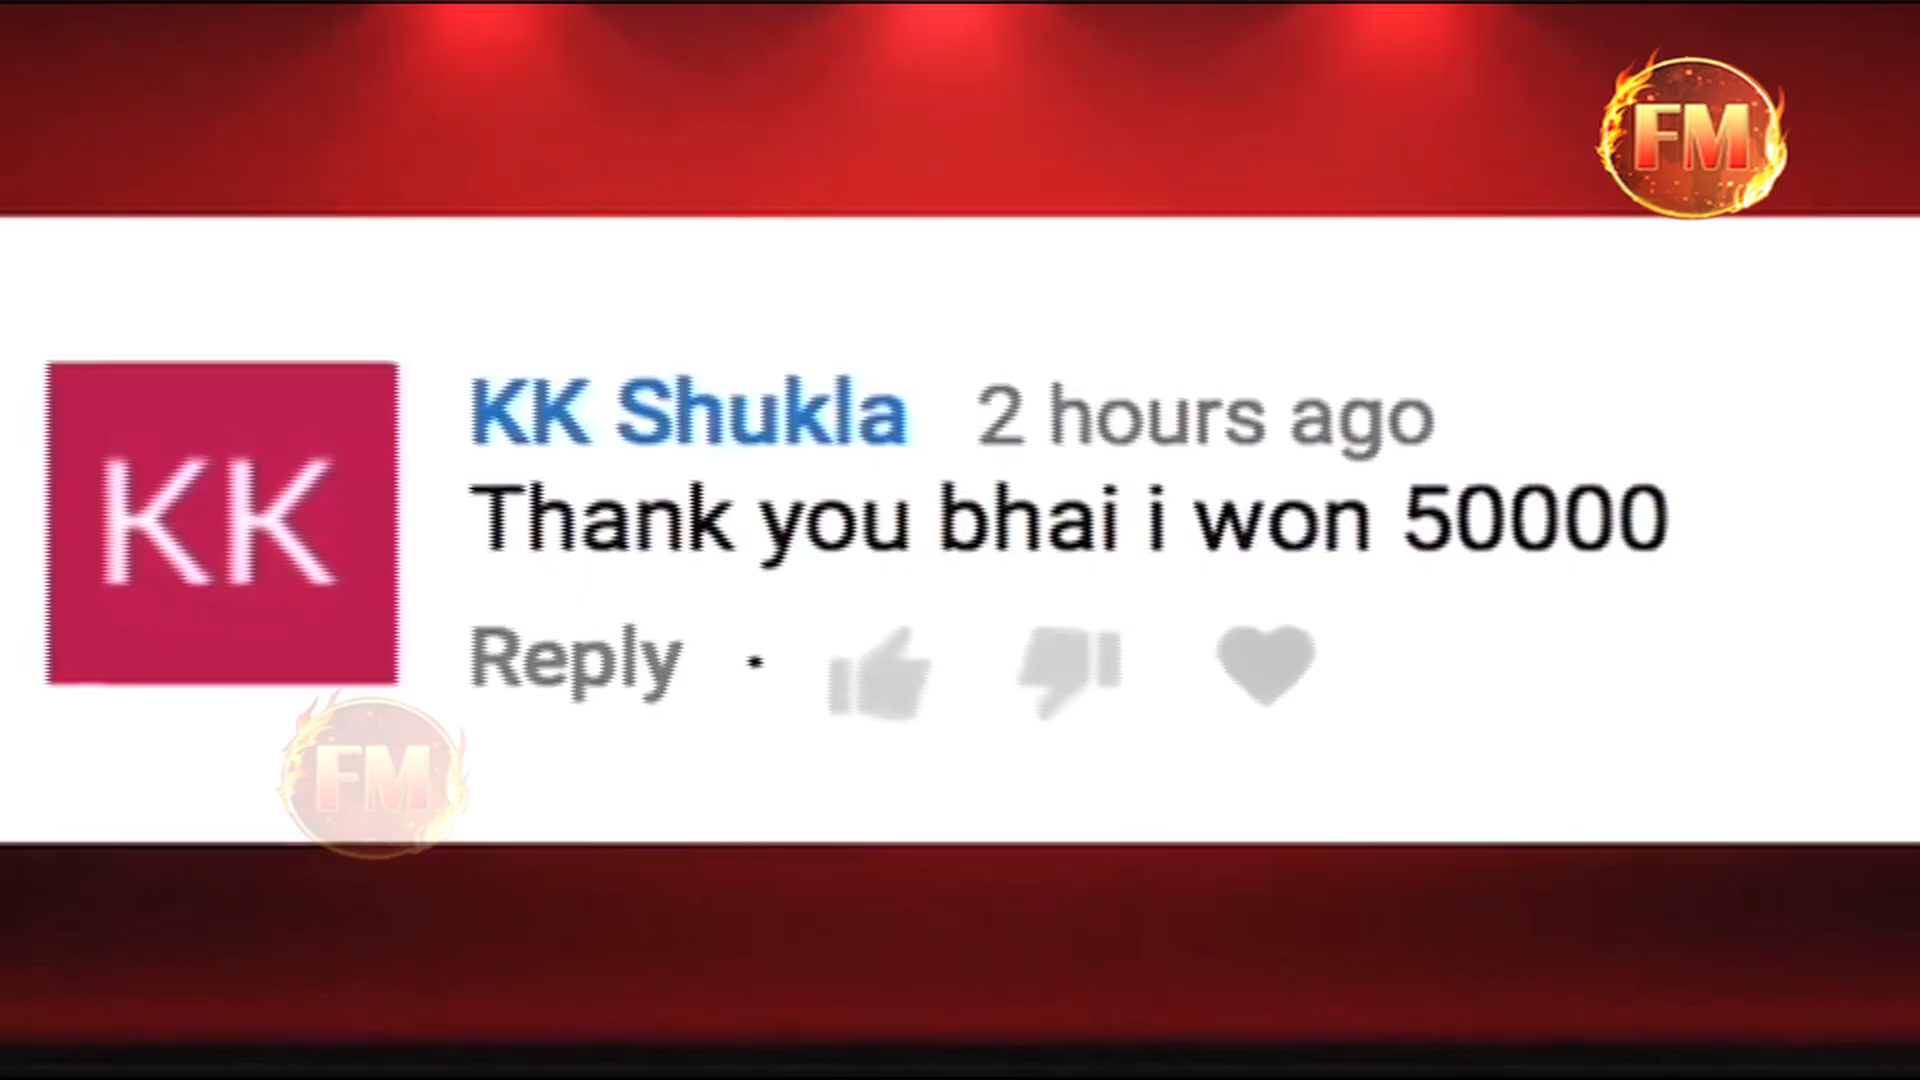 FM
KK
KK Shukla 2 hours ago
Thank you bhai i won 50000
Reply
FM